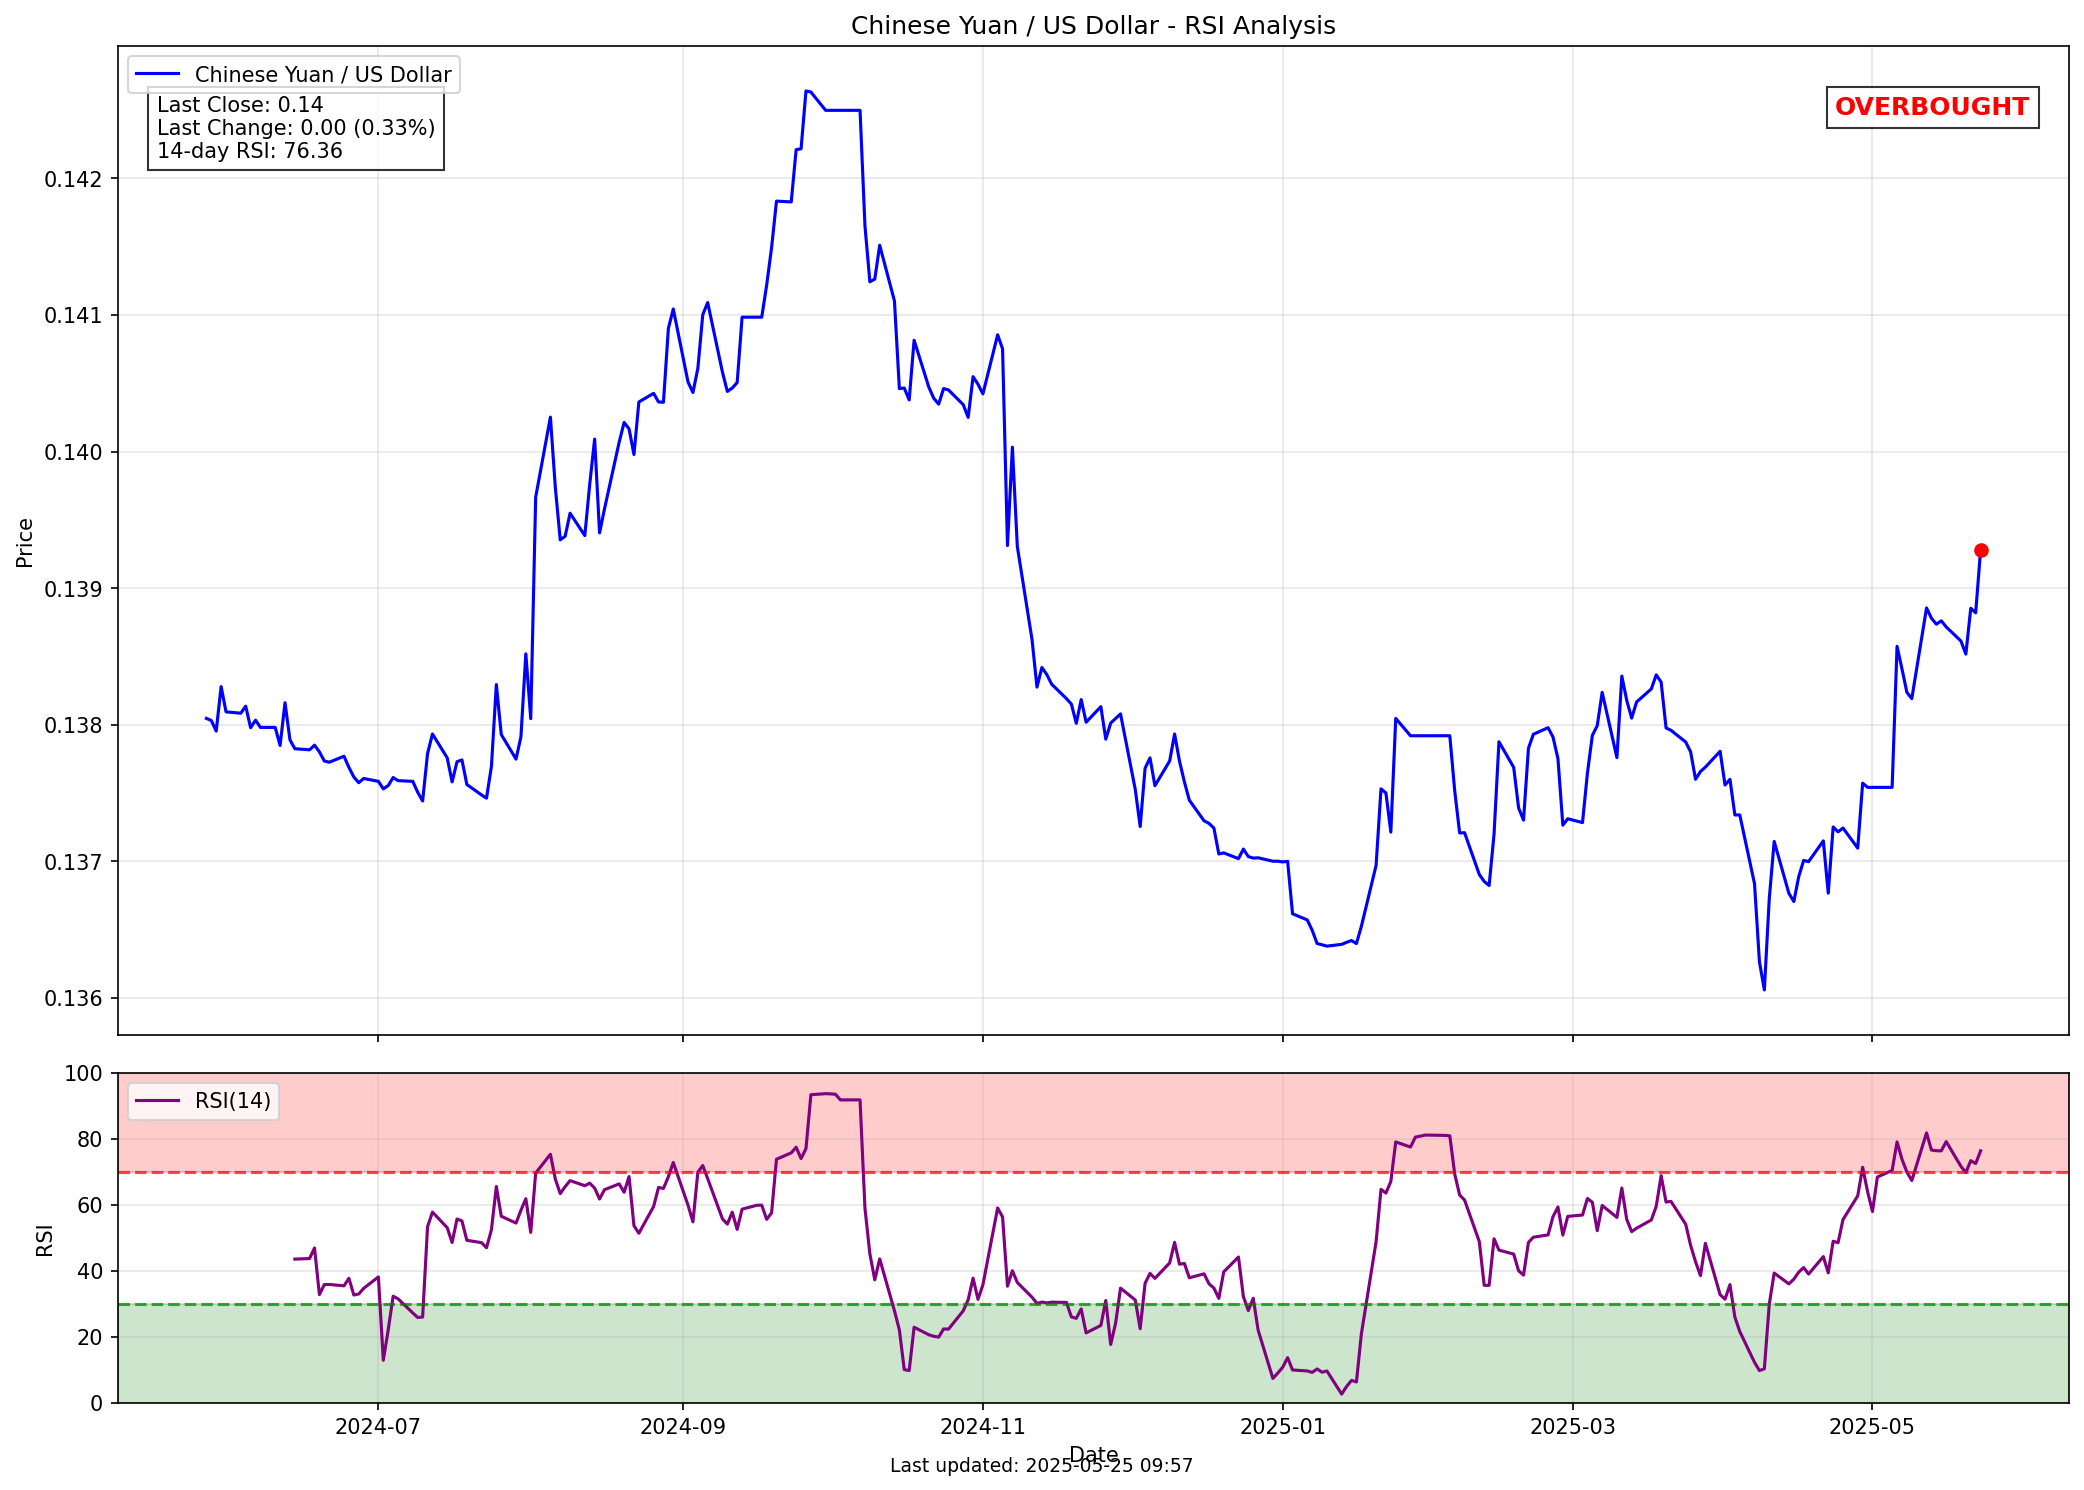 Chinese Yuan / US Dollar - RSI Analysis
Chinese Yuan / US Dollar
Last Close: 0.14
Last Change: 0.00 (0.33%)
14-day RSI: 76.36
OVERBOUGHT
Price
0.142
0.141
0.140
0.139
0.138
0.137
0.136
RSI(14)
RSI
100
80
60
40
20
0
2024-07
2024-09
2024-11
2025-01
2025-03
2025-05
Date
Last updated: 2025-05-25 09:57